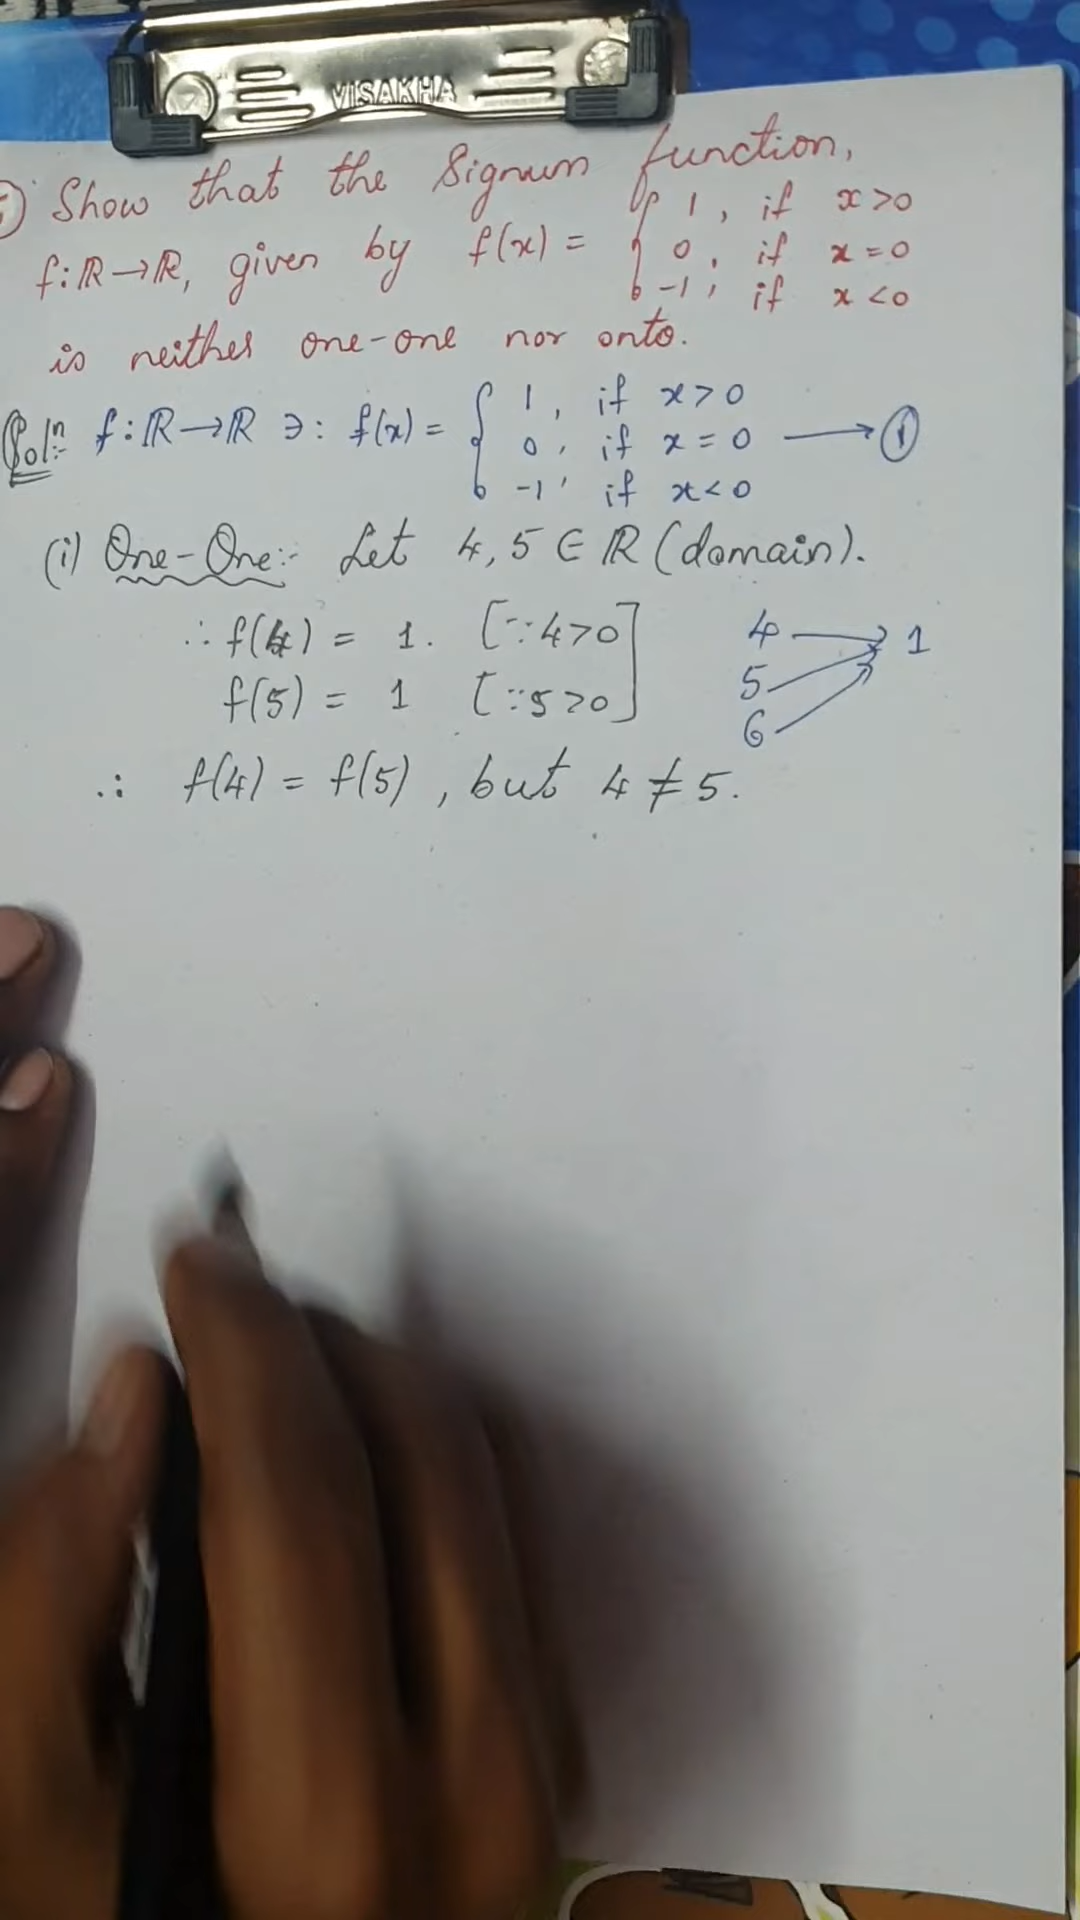 VISAKHA
Show that the Signum function,
f:ℝ→ℝ, given by f(x) = { 1, if x>0
0, if x=0
-1, if x<0
is neither one-one nor onto.
Soln:- f:ℝ→ℝ ∋: f(x) = { 1, if x>0
0, if x=0 ⟶ ①
-1, if x<0
(i) One-One:- Let 4,5 ∈ ℝ (domain).
∴ f(4) = 1. [∵4>0]
f(5) = 1 [∵5>0]
4 → 1
5
6
∴ f(4) = f(5), but 4 ≠ 5.